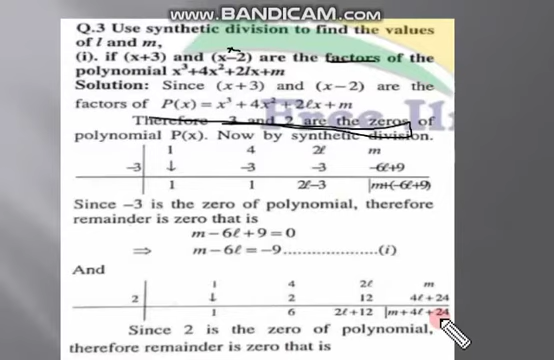 WWW.BANDICAM.COM
Q.3 Use synthetic division to find the values
of l and m,
(i). if (x+3) and (x−2) are the factors of the
polynomial x³+4x²+2lx+m
Solution: Since (x+3) and (x−2) are the
factors of P(x)=x³+4x²+2ℓx+m
Therefore −3 and 2 are the zeros of
polynomial P(x). Now by synthetic division.
1 4 2ℓ m
−3 ↓ −3 −3 −6ℓ+9
1 1 2ℓ−3 m+(−6ℓ+9)
Since −3 is the zero of polynomial, therefore
remainder is zero that is
m−6ℓ+9=0
⇒ m−6ℓ=−9...............(i)
And
1 4 2ℓ m
2 ↓ 2 12 4ℓ+24
1 6 2ℓ+12 m+4ℓ+24
Since 2 is the zero of polynomial,
therefore remainder is zero that is